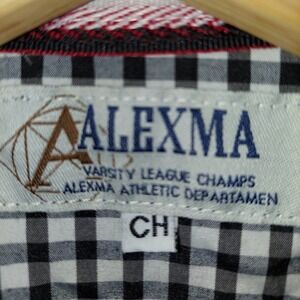 ALEXMA
VARSITY LEAGUE CHAMPS
ALEXMA ATHLETIC DEPARTAMEN
CH